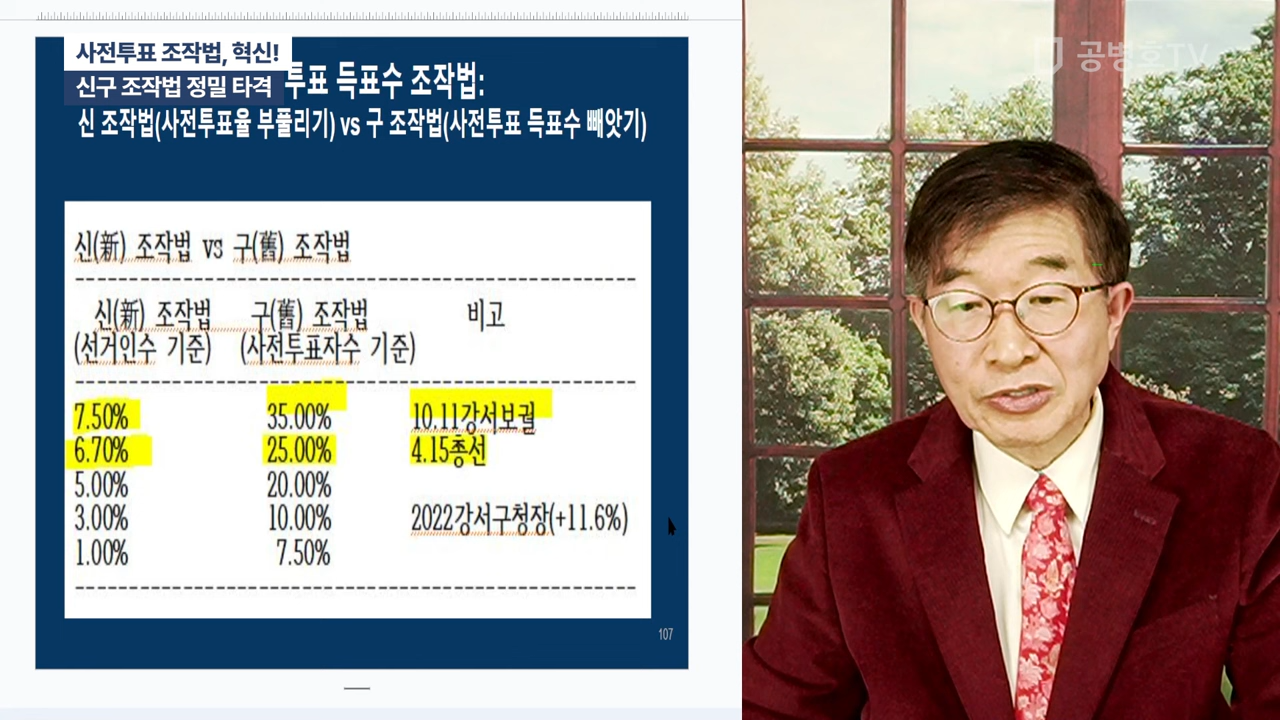 사전투표 조작법, 혁신!
신구 조작법 정밀 타격
투표 득표수 조작법:
신 조작법(사전투표율 부풀리기) vs 구 조작법(사전투표 득표수 빼앗기)
공병호TV
신(新) 조작법 vs 구(舊) 조작법
신(新) 조작법 구(舊) 조작법 비고
(선거인수 기준) (사전투표자수 기준)
7.50% 35.00% 10.11강서보궐
6.70% 25.00% 4.15총선
5.00% 20.00%
3.00% 10.00% 2022강서구청장(+11.6%)
1.00% 7.50%
107